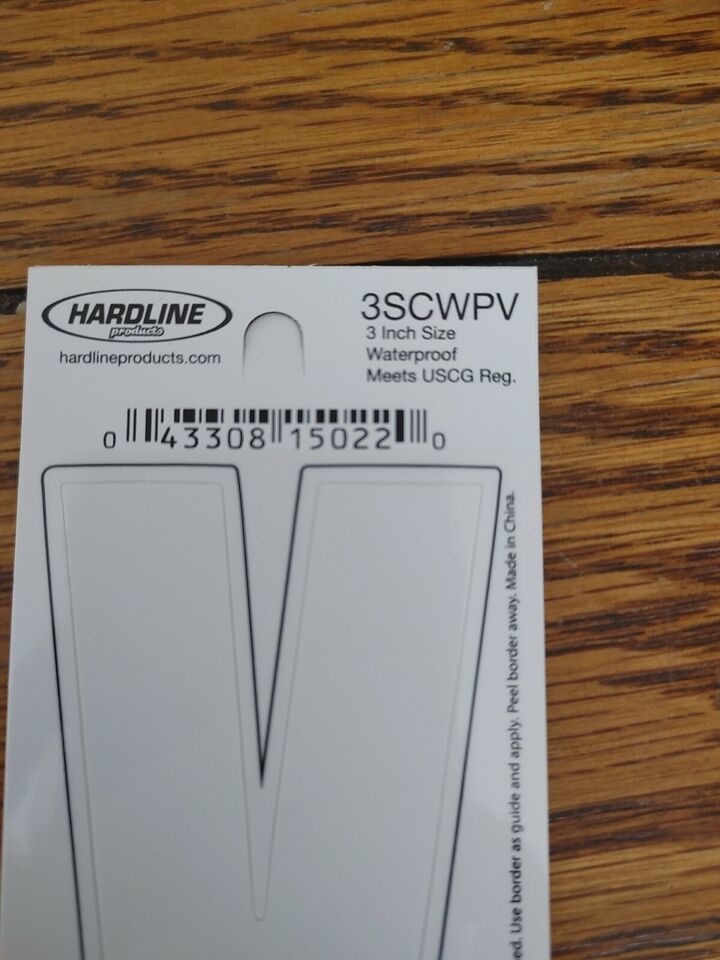 HARDLINE
products
hardlineproducts.com
3SCWPV
3 Inch Size
Waterproof
Meets USCG Reg.
0 43308 15022 0
V
Use border as guide and apply. Peel border away. Made in China.